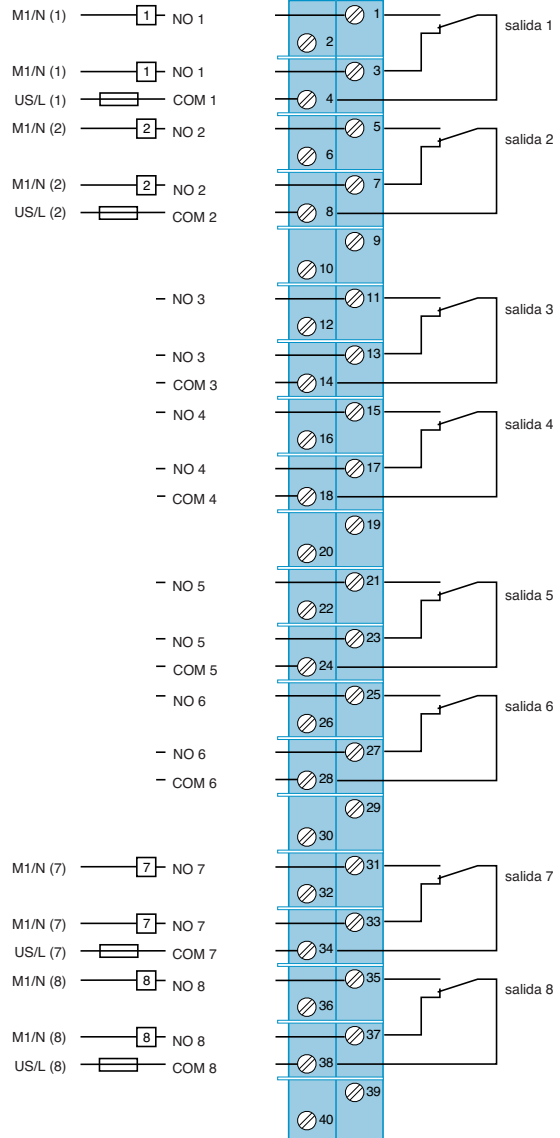 M1/N (1) 1 NO 1 1 salida 1
2
M1/N (1) 1 NO 1 3
US/L (1) COM 1 4
M1/N (2) 2 NO 2 5 salida 2
6
M1/N (2) 2 NO 2 7
US/L (2) COM 2 8
9
10
NO 3 11 salida 3
12
NO 3 13
COM 3 14
NO 4 15 salida 4
16
NO 4 17
COM 4 18
19
20
NO 5 21 salida 5
22
NO 5 23
COM 5 24
NO 6 25 salida 6
26
NO 6 27
COM 6 28
29
30
M1/N (7) 7 NO 7 31 salida 7
32
M1/N (7) 7 NO 7 33
US/L (7) COM 7 34
M1/N (8) 8 NO 8 35 salida 8
36
M1/N (8) 8 NO 8 37
US/L (8) COM 8 38
39
40